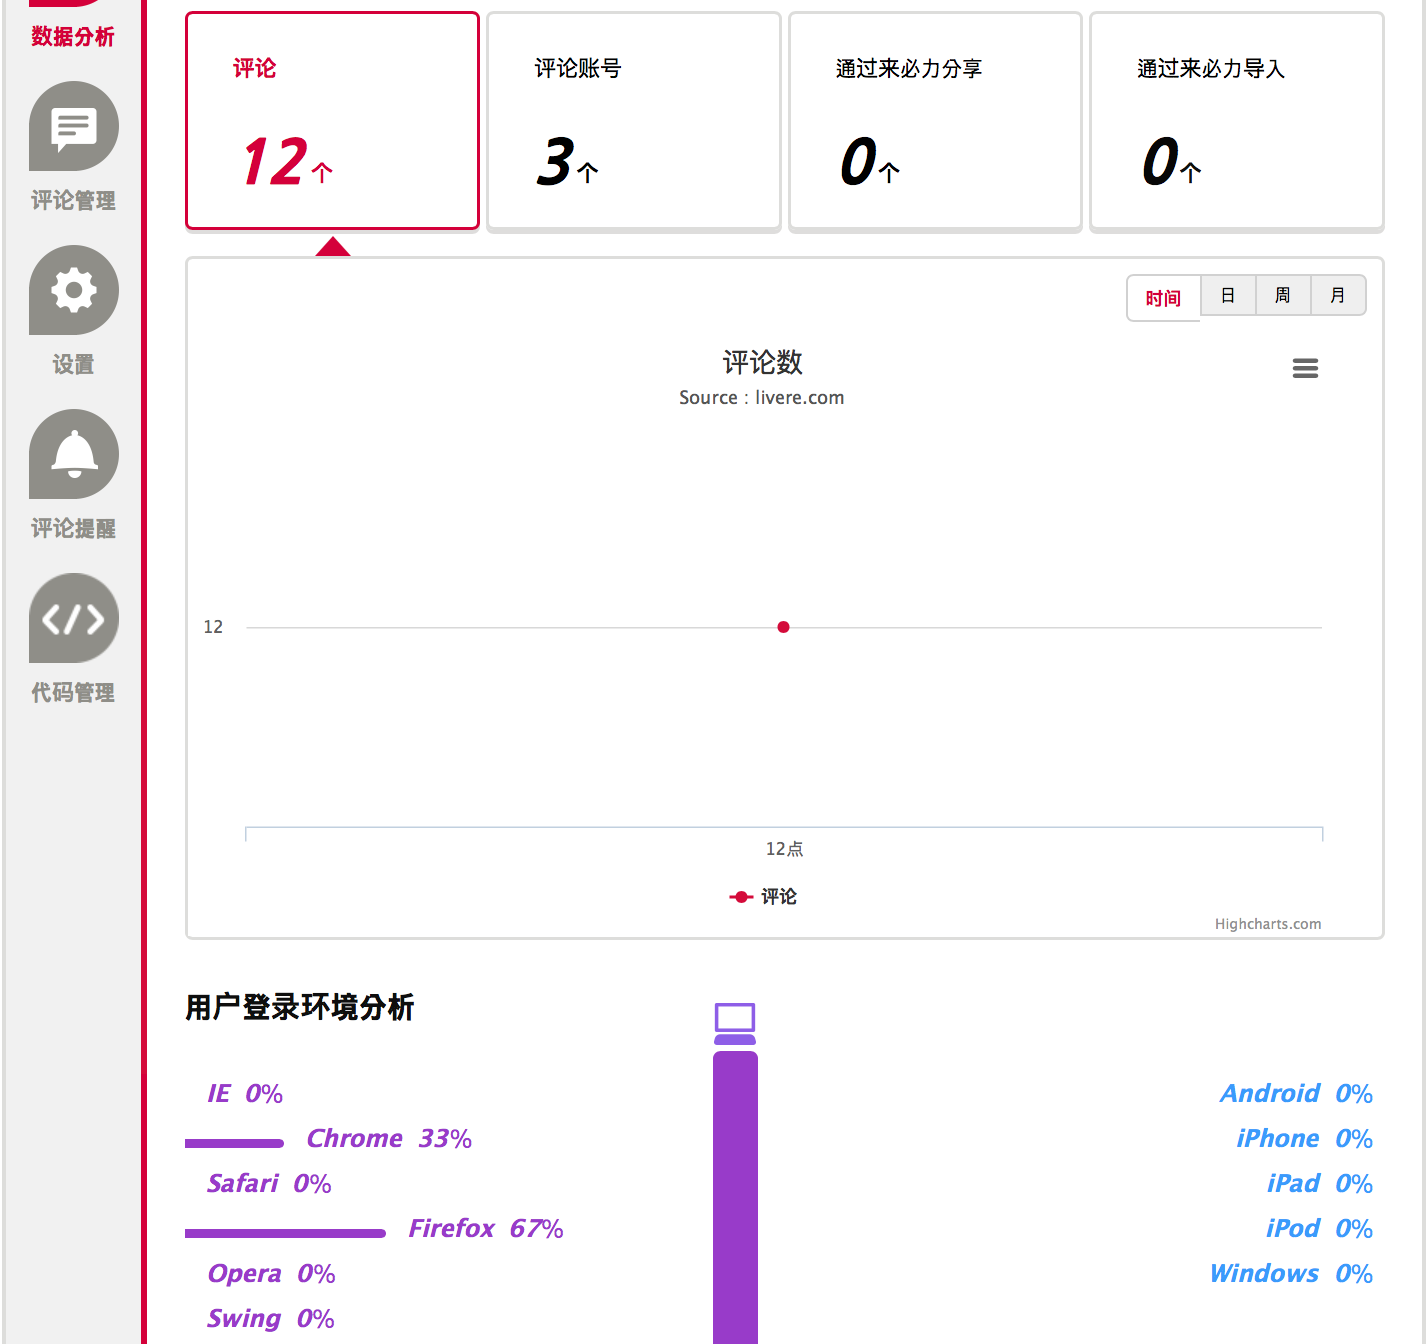 数据分析
评论管理
设置
评论提醒
代码管理
评论
12个
评论账号
3个
通过来必力分享
0个
通过来必力导入
0个
时间 日 周 月
评论数
Source : livere.com
12
12点
评论
Highcharts.com
用户登录环境分析
IE 0%
Chrome 33%
Safari 0%
Firefox 67%
Opera 0%
Swing 0%
Android 0%
iPhone 0%
iPad 0%
iPod 0%
Windows 0%